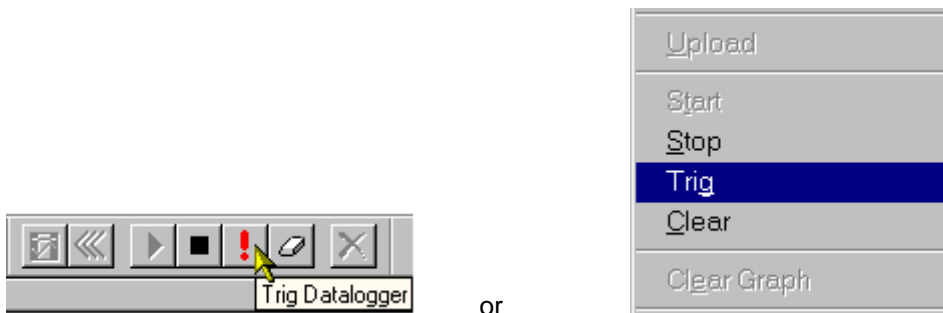 Upload
Start
Stop
Trig
Clear
Clear Graph
Trig Datalogger
or